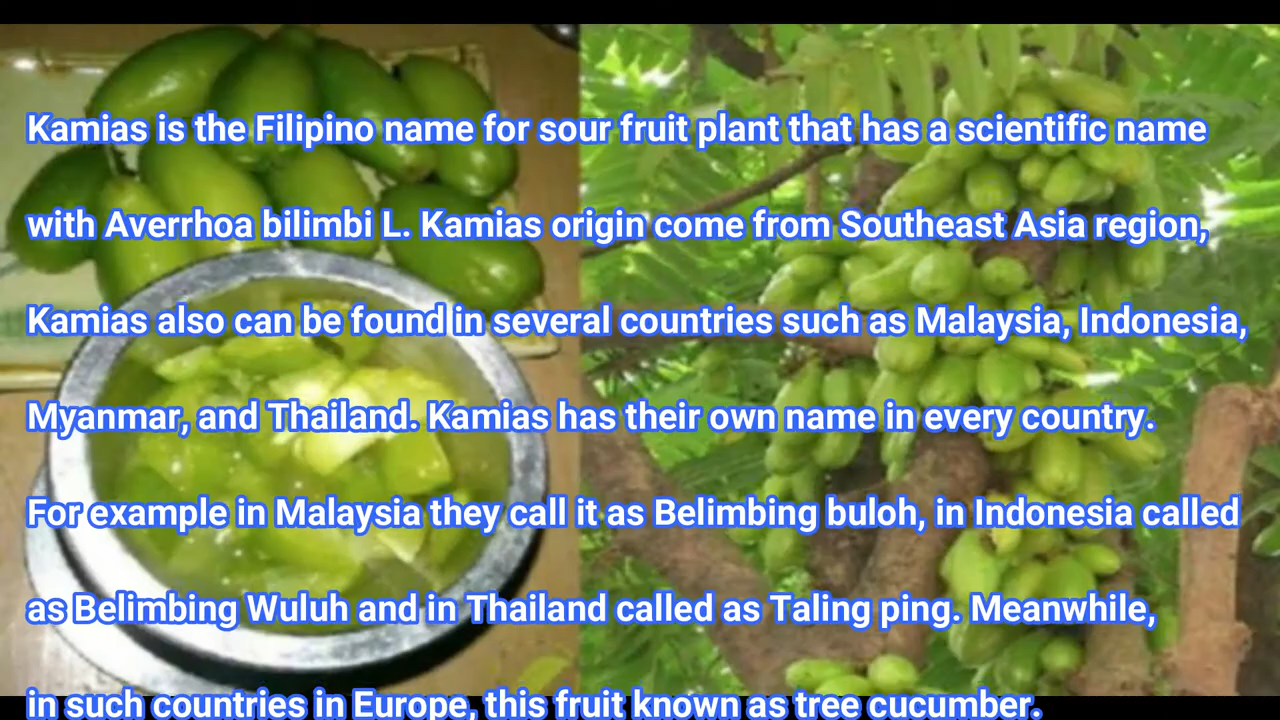 Kamias is the Filipino name for sour fruit plant that has a scientific name
with Averrhoa bilimbi L. Kamias origin come from Southeast Asia region,
Kamias also can be found in several countries such as Malaysia, Indonesia,
Myanmar, and Thailand. Kamias has their own name in every country.
For example in Malaysia they call it as Belimbing buloh, in Indonesia called
as Belimbing Wuluh and in Thailand called as Taling ping. Meanwhile,
in such countries in Europe, this fruit known as tree cucumber.